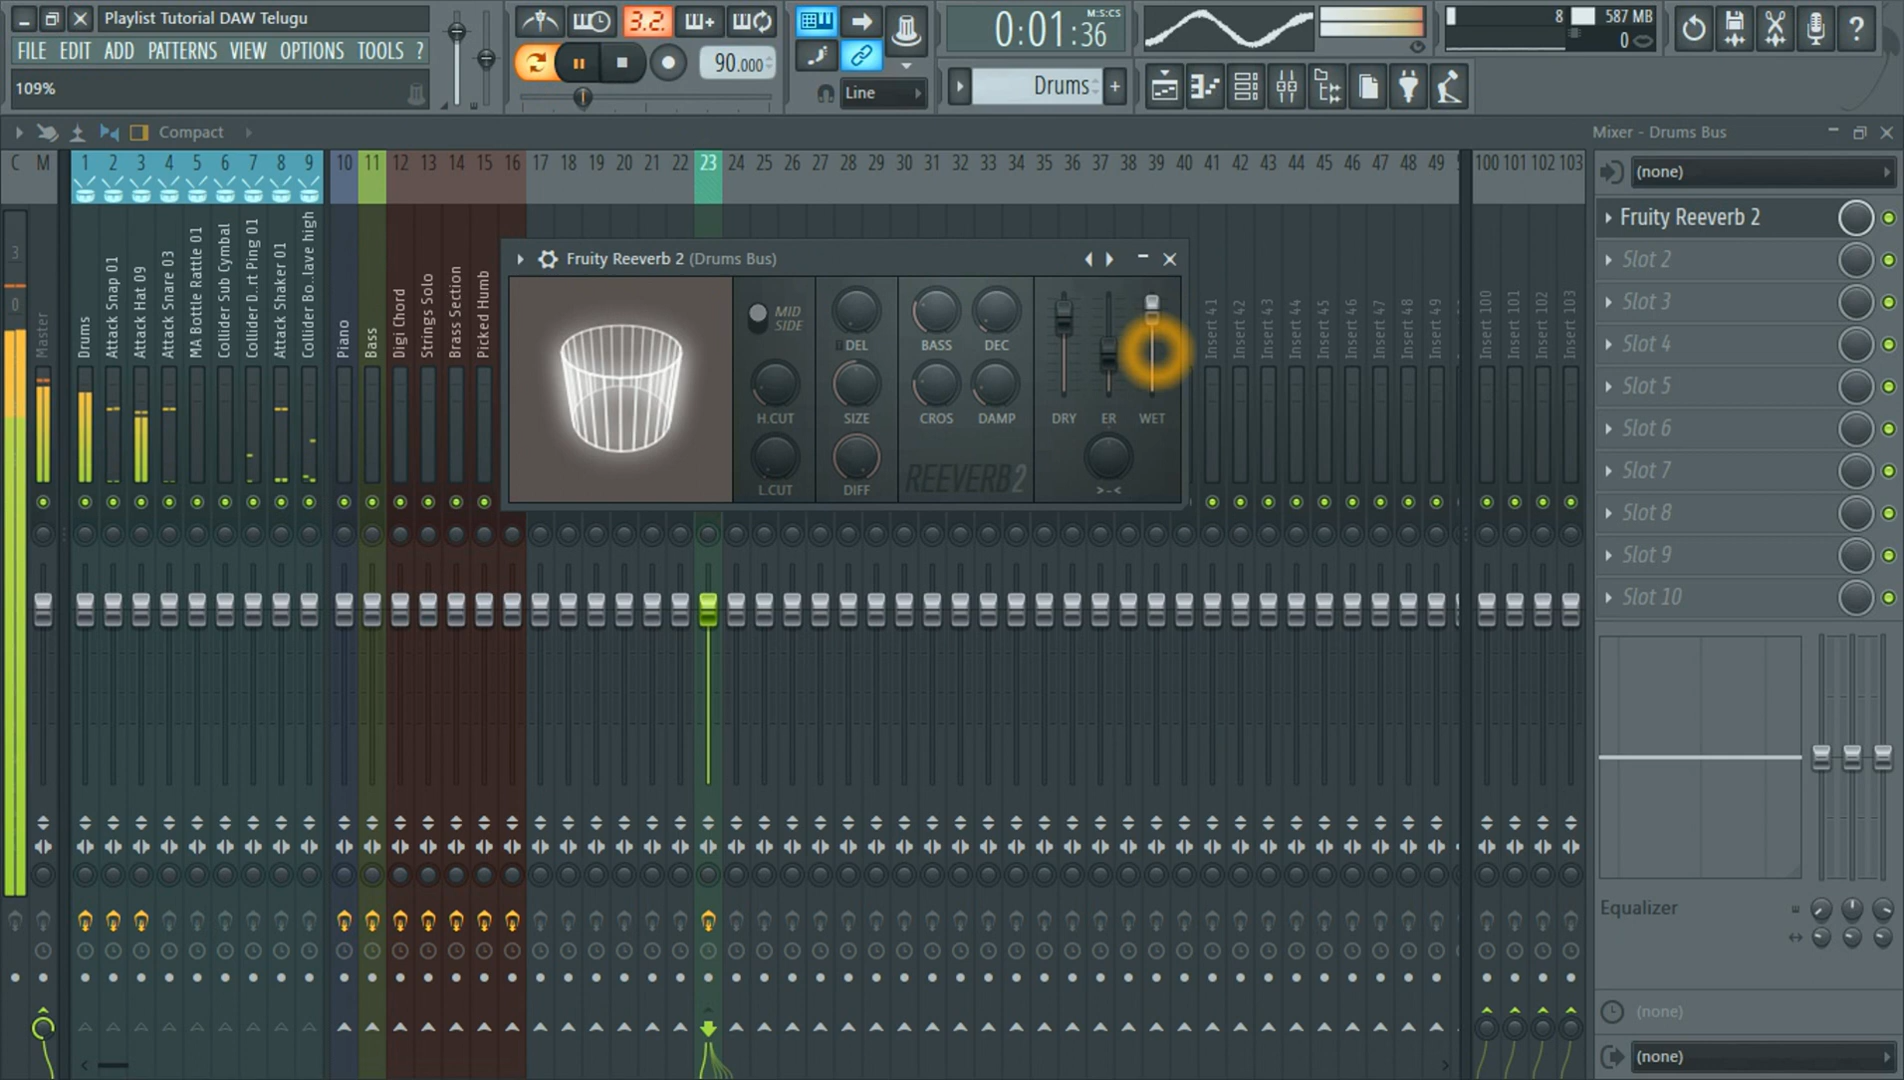 Playlist Tutorial DAW Telugu
FILE EDIT ADD PATTERNS VIEW OPTIONS TOOLS ?
109%
3.2.
90.000
Line
0:01:36
M:S:CS
Drums
8
587 MB
0
Compact
Mixer - Drums Bus
C M 1 2 3 4 5 6 7 8 9 10 11 12 13 14 15 16 17 18 19 20 21 22 23 24 25 26 27 28 29 30 31 32 33 34 35 36 37 38 39 40 41 42 43 44 45 46 47 48 49 100 101 102 103
3
0
Master
Drums
Attack Snap 01
Attack Hat 09
Attack Snare 03
MA Bottle Rattle 01
Collider Sub Cymbal
Collider D..rt Ping 01
Attack Shaker 01
Collider Bo..lave high
Piano
Bass
Digi Chord
Strings Solo
Brass Section
Picked Humb
Insert 41
Insert 42
Insert 43
Insert 44
Insert 45
Insert 46
Insert 47
Insert 48
Insert 49
Insert 100
Insert 101
Insert 102
Insert 103
Fruity Reeverb 2 (Drums Bus)
MID
SIDE
DEL
BASS
DEC
H.CUT
SIZE
CROS
DAMP
DRY
ER
WET
L.CUT
DIFF
REEVERB2
>-<
(none)
Fruity Reeverb 2
Slot 2
Slot 3
Slot 4
Slot 5
Slot 6
Slot 7
Slot 8
Slot 9
Slot 10
Equalizer
(none)
(none)